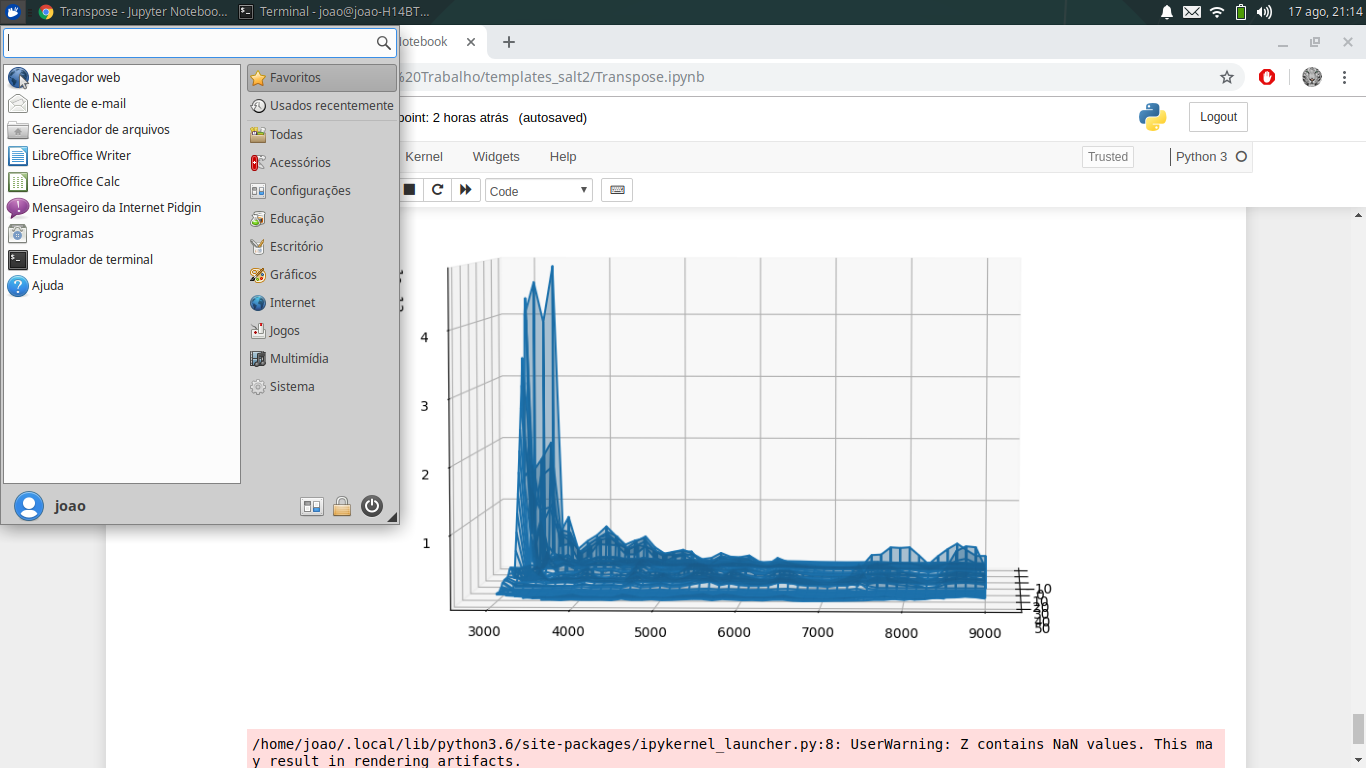 Transpose - Jupyter Noteboo...
Terminal - joao@joao-H14BT...
17 ago, 21:14
otebook
%20Trabalho/templates_salt2/Transpose.ipynb
point: 2 horas atrás (autosaved)
Logout
Kernel
Widgets
Help
Trusted
Python 3
Code
Navegador web
Cliente de e-mail
Gerenciador de arquivos
LibreOffice Writer
LibreOffice Calc
Mensageiro da Internet Pidgin
Programas
Emulador de terminal
Ajuda
Favoritos
Usados recentemente
Todas
Acessórios
Configurações
Educação
Escritório
Gráficos
Internet
Jogos
Multimídia
Sistema
joao
4
3
2
1
3000 4000 5000 6000 7000 8000 9000
10
0
10
20
30
40
50
/home/joao/.local/lib/python3.6/site-packages/ipykernel_launcher.py:8: UserWarning: Z contains NaN values. This ma
y result in rendering artifacts.